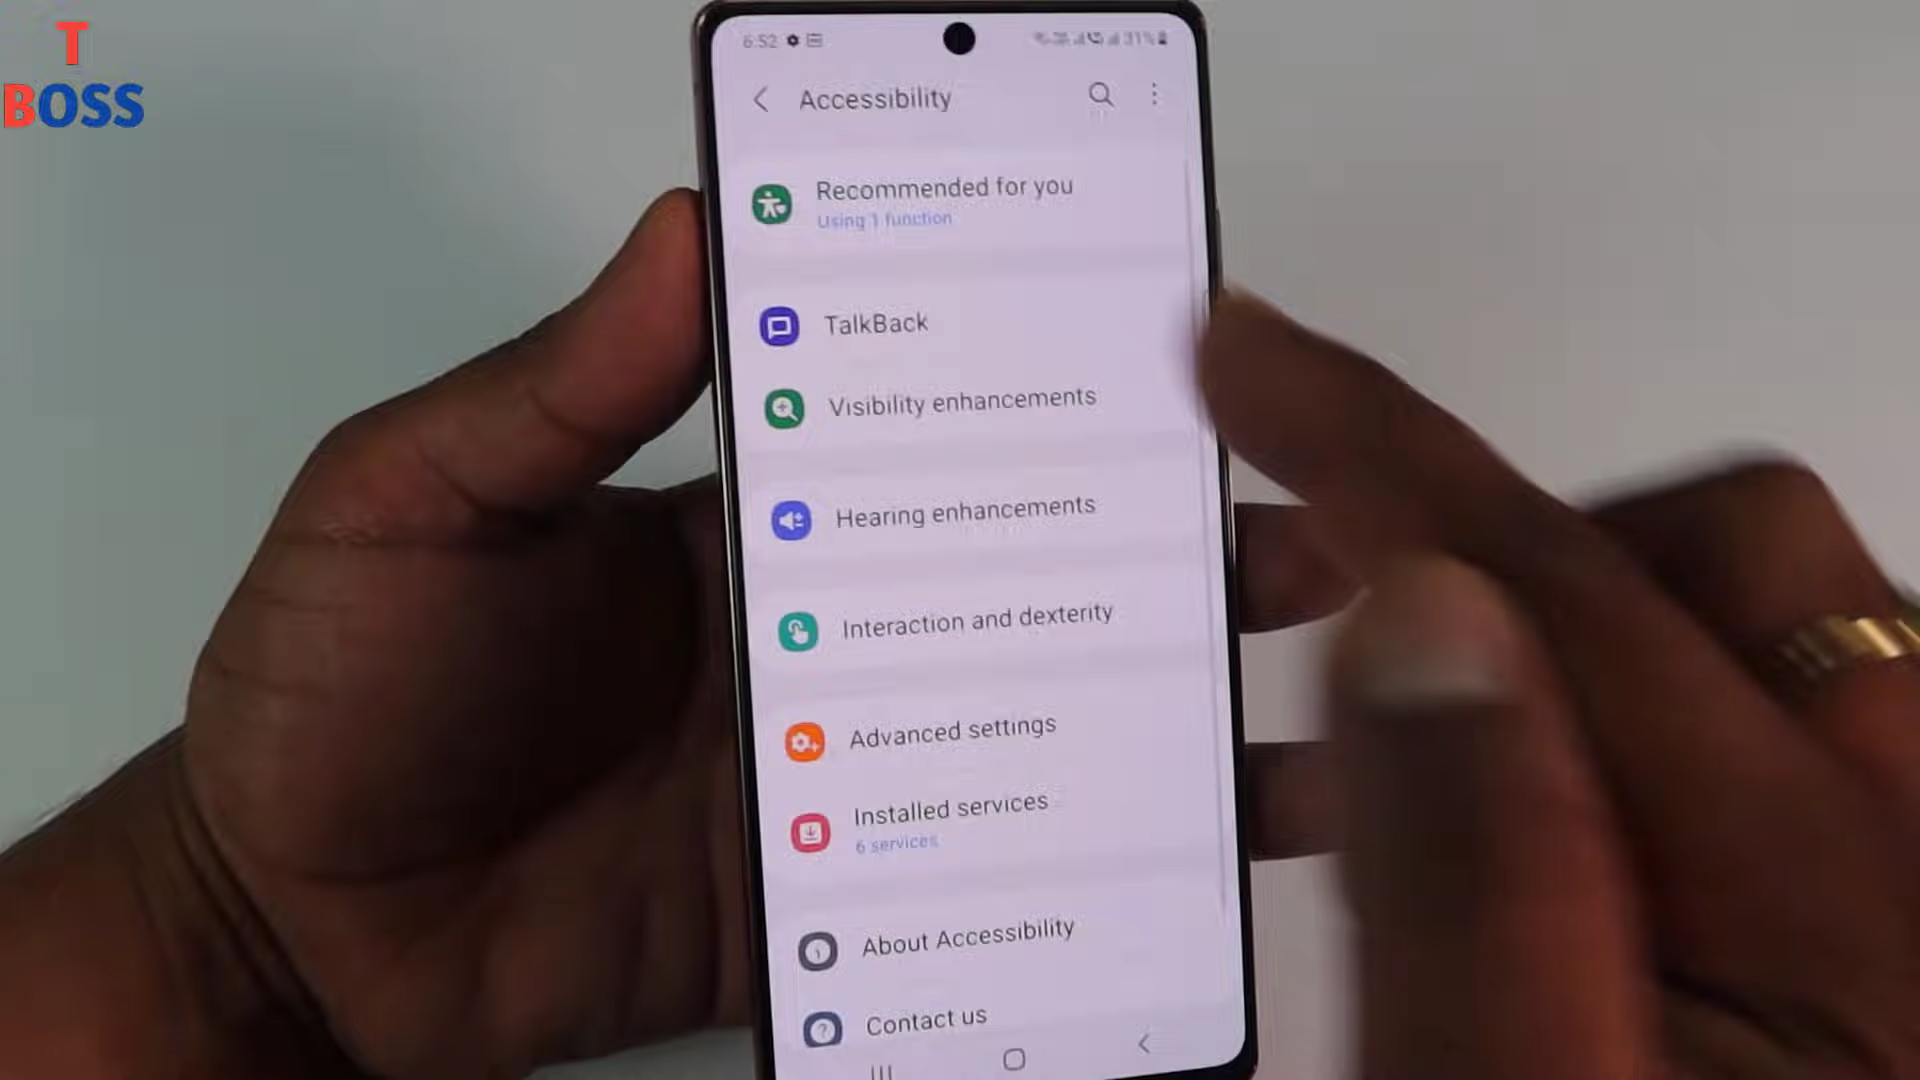 T
BOSS
6:52
31%
Accessibility
Recommended for you
Using 1 function
TalkBack
Visibility enhancements
Hearing enhancements
Interaction and dexterity
Advanced settings
Installed services
6 services
About Accessibility
Contact us